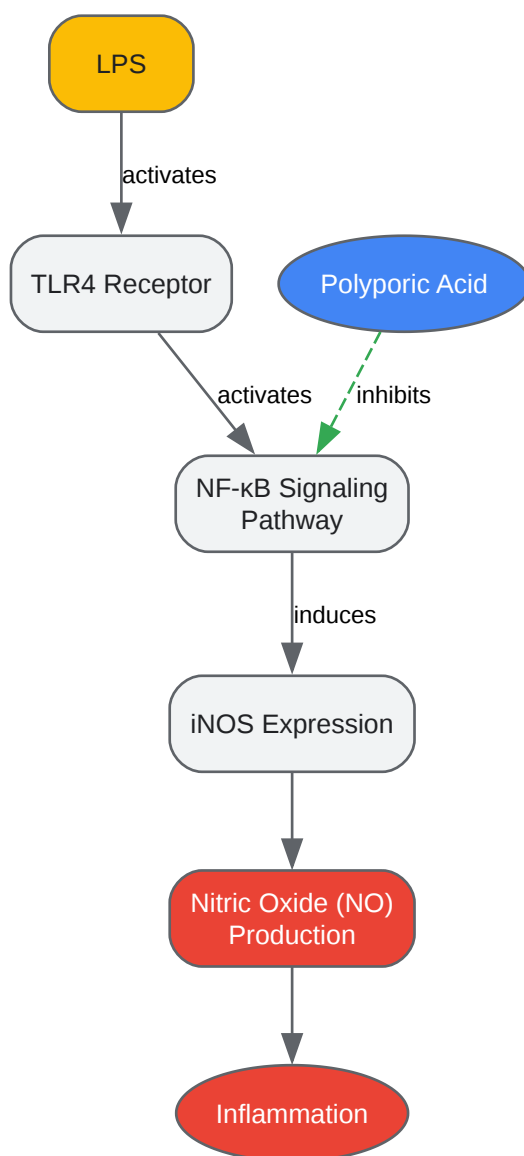 LPS
activates
TLR4 Receptor
Polyporic Acid
activates
inhibits
NF-κB Signaling
Pathway
induces
iNOS Expression
Nitric Oxide (NO)
Production
Inflammation